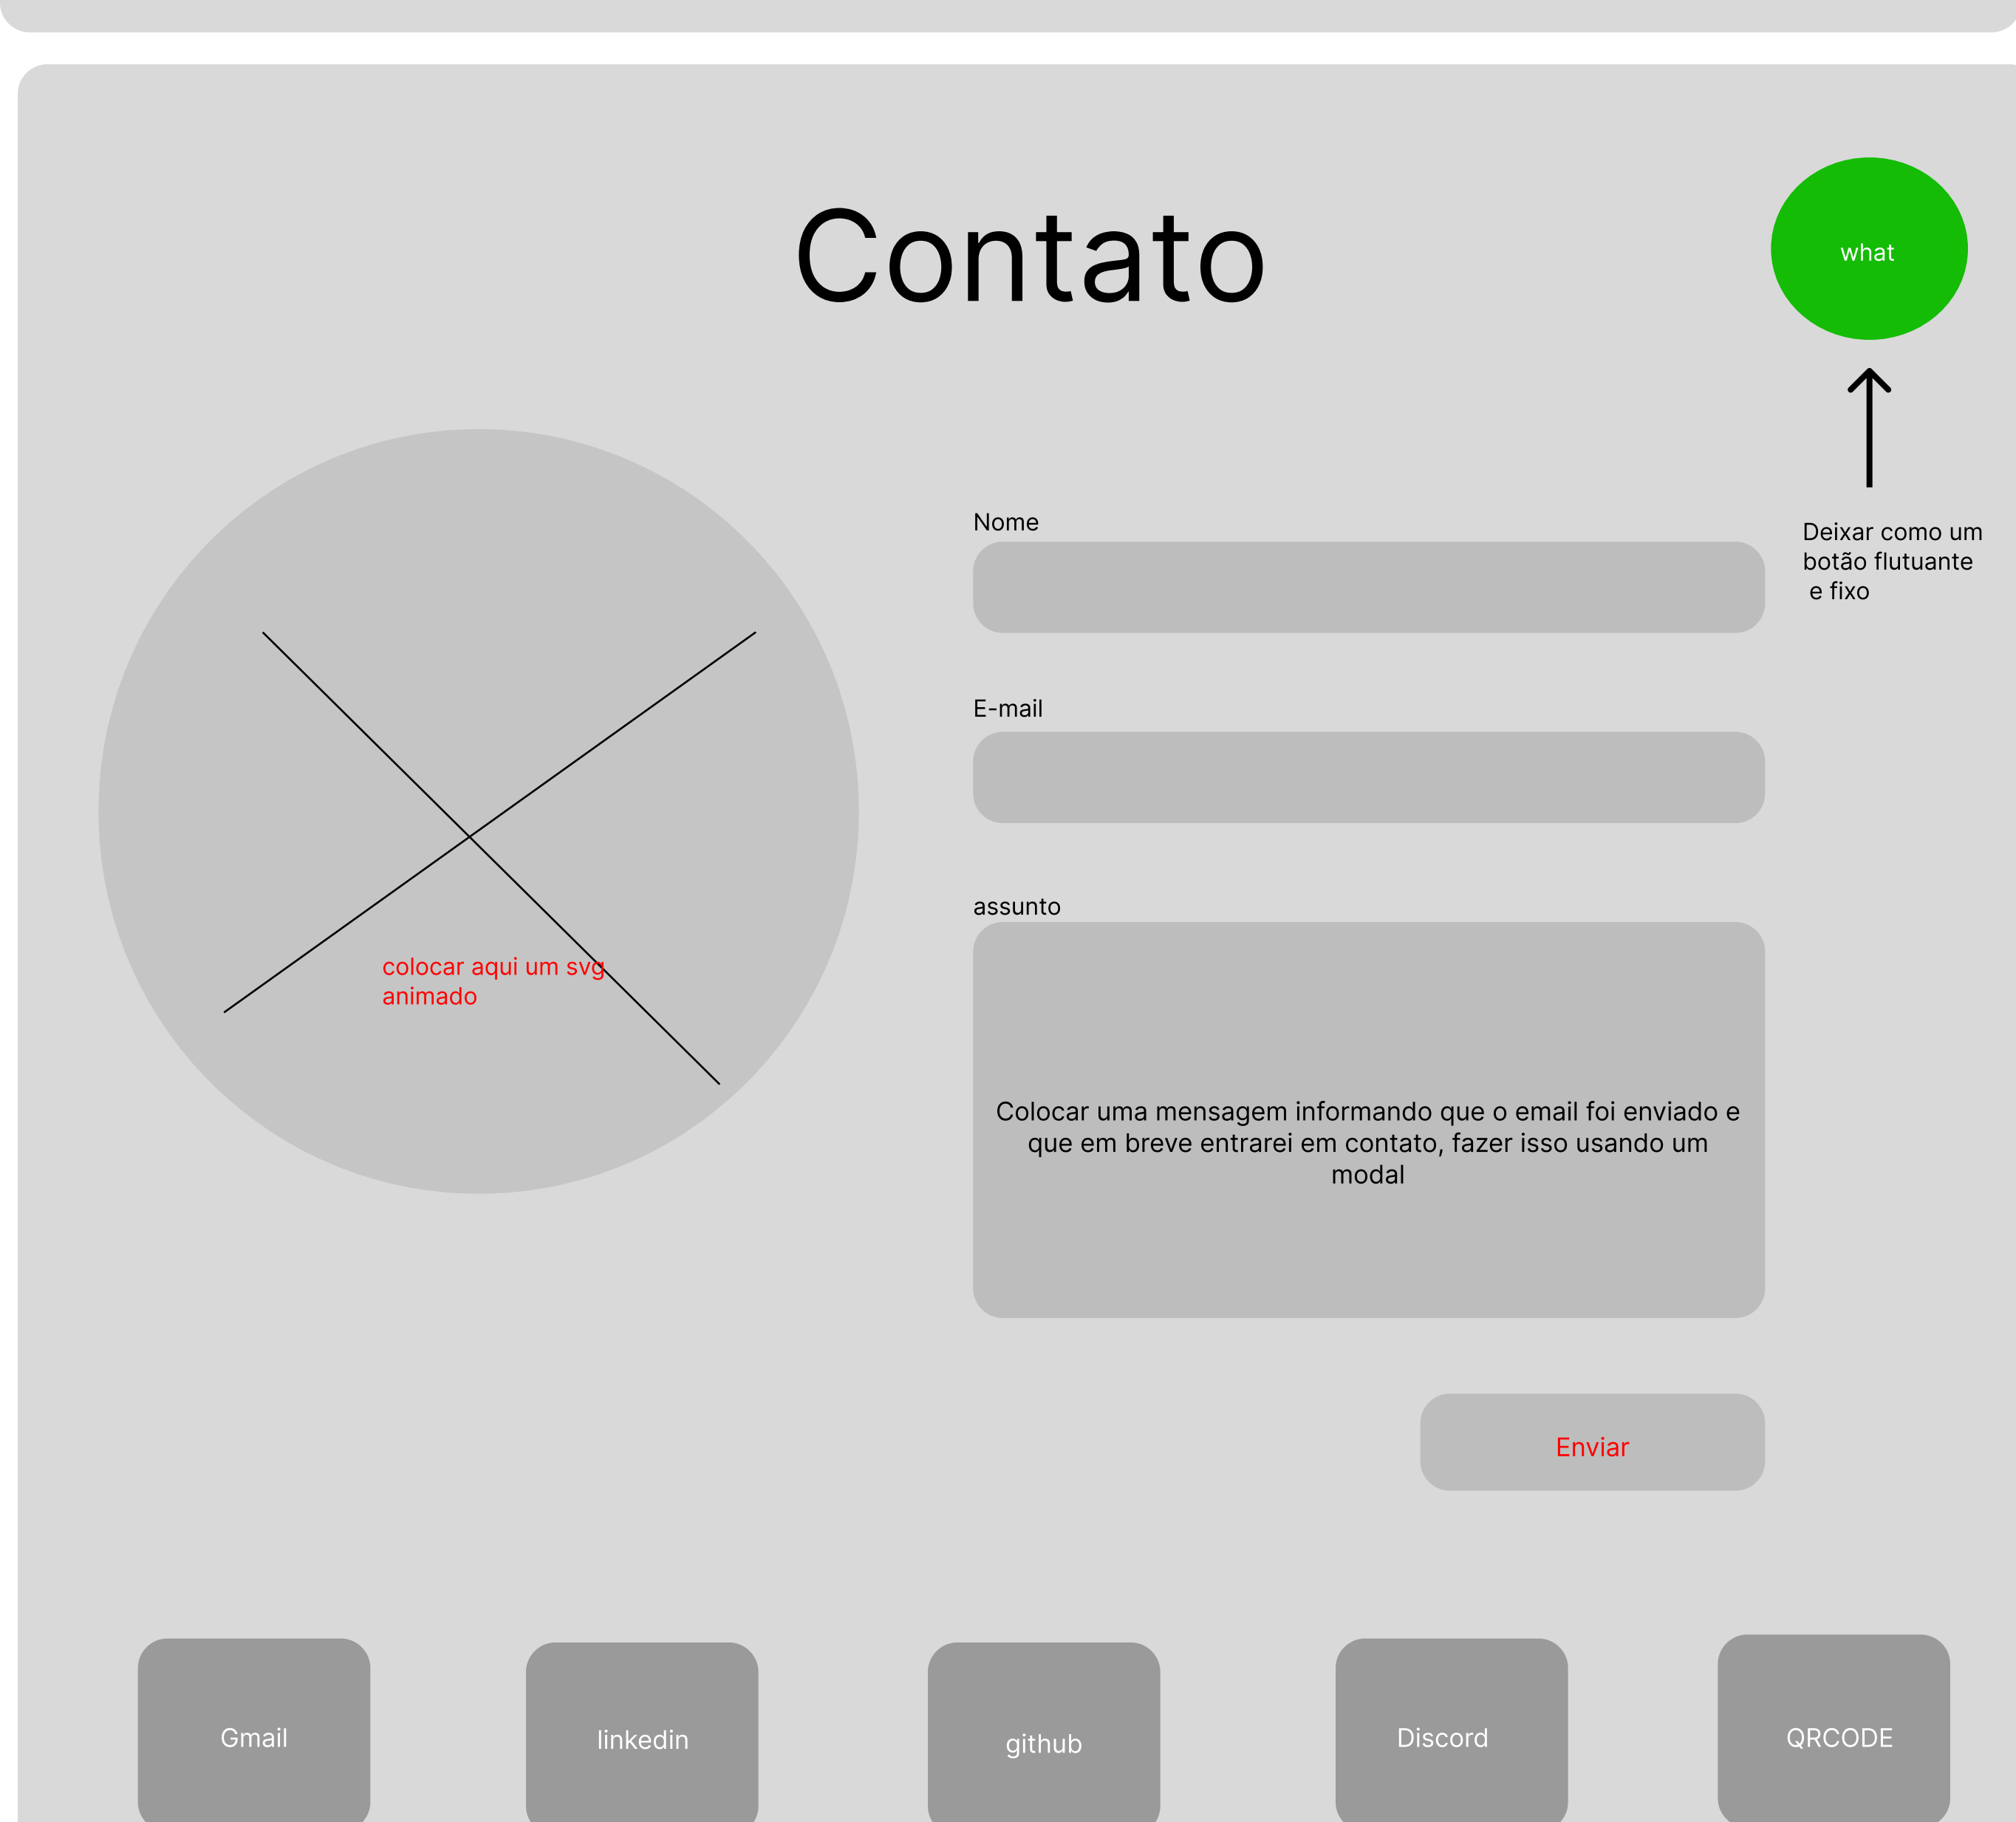 Contato
what
Deixar como um
botão flutuante
e fixo
Nome
E-mail
assunto
colocar aqui um svg
animado
Colocar uma mensagem informando que o email foi enviado e
que em breve entrarei em contato, fazer isso usando um
modal
Enviar
Gmail
linkedin
github
Discord
QRCODE